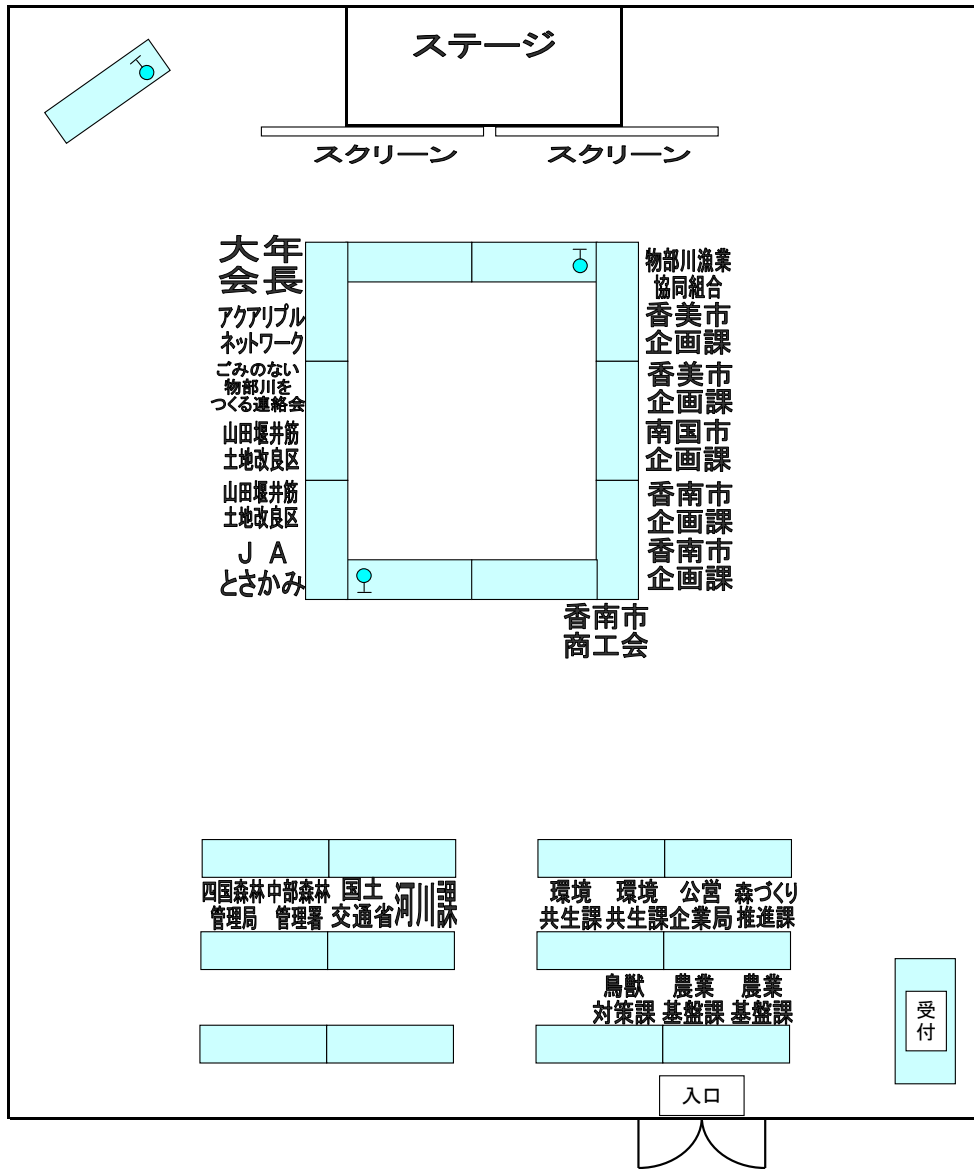 ステージ
スクリーン
スクリーン
大年
会長
アクアリプル
ネットワーク
ごみのない
物部川を
つくる連絡会
山田堰井筋
土地改良区
山田堰井筋
土地改良区
JA
とさかみ
物部川漁業
協同組合
香美市
企画課
香美市
企画課
南国市
企画課
香南市
企画課
香南市
企画課
香南市
商工会
四国森林
管理局
中部森林
管理署
国土
交通省
河川課
環境
共生課
環境
共生課
公営
企業局
森づくり
推進課
鳥獣
対策課
農業
基盤課
農業
基盤課
受
付
入口